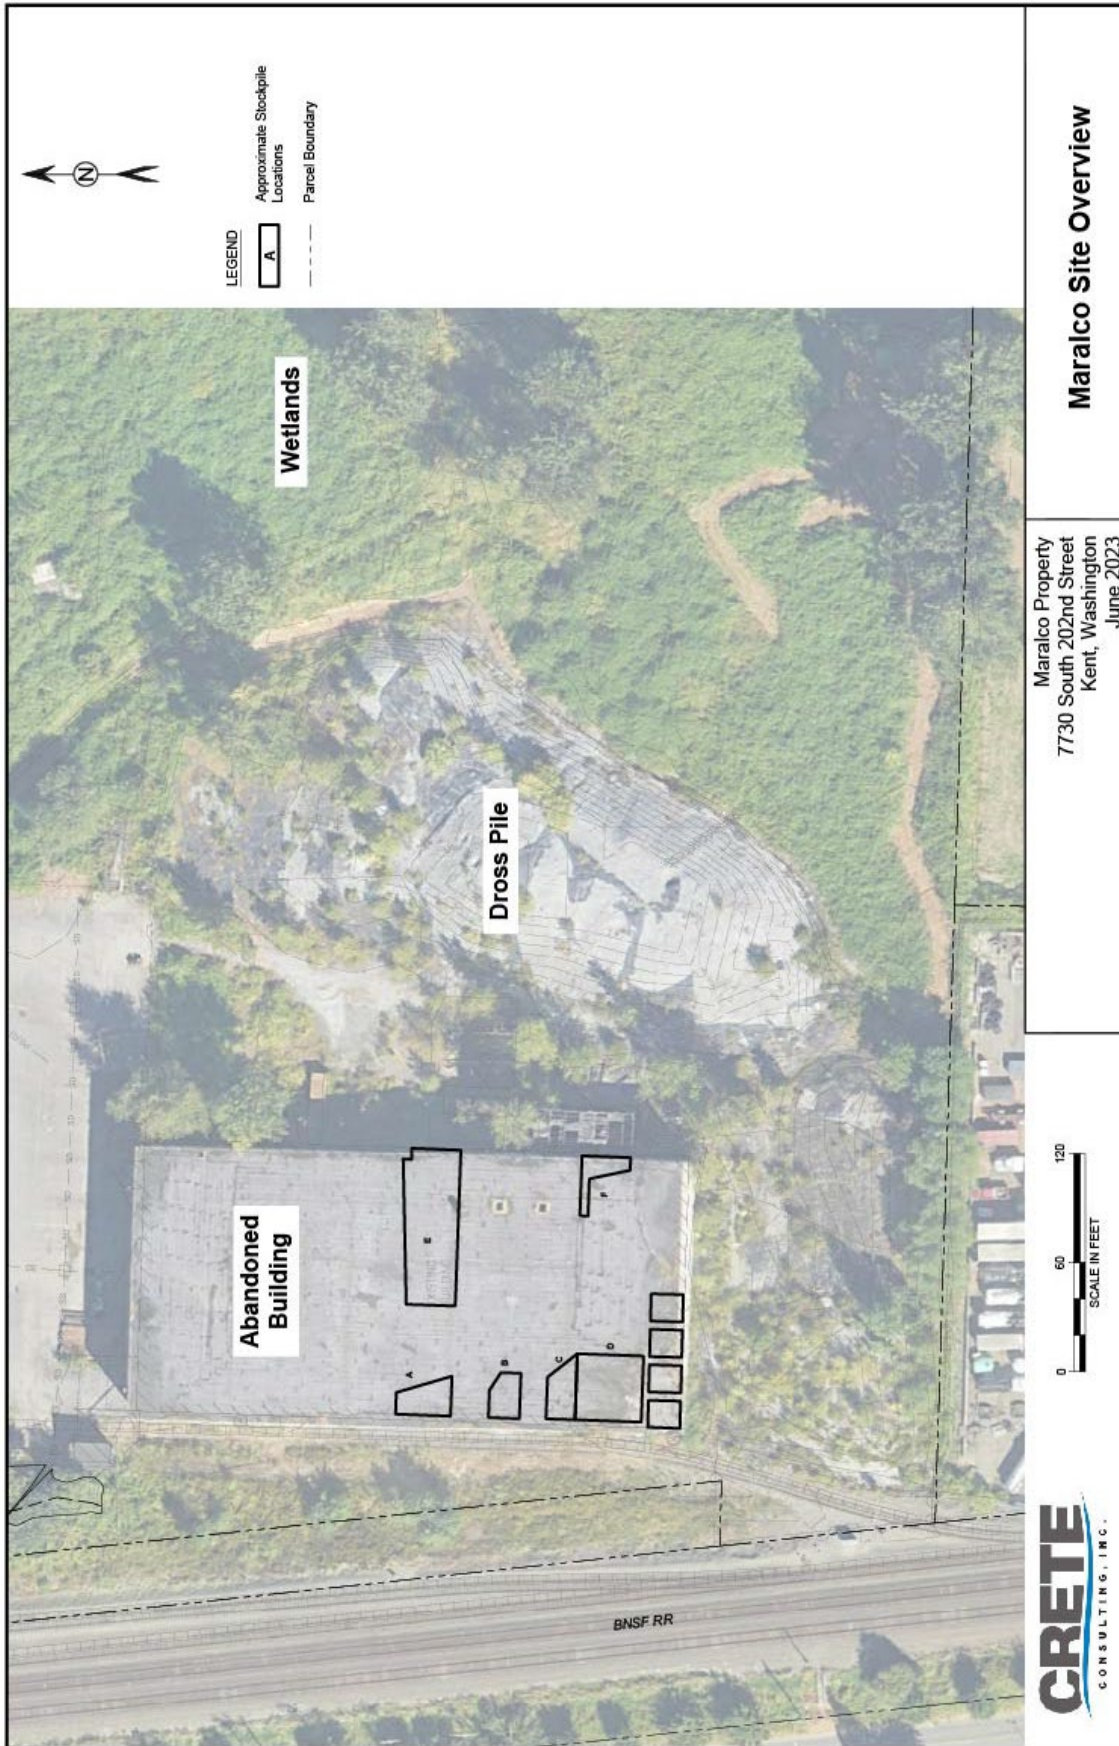 N
LEGEND
A
Approximate Stockpile
Locations
Parcel Boundary
Wetlands
Dross Pile
Abandoned
Building
A
B
C
D
E
F
BNSF RR
CRETE
CONSULTING, INC.
0 60 120
SCALE IN FEET
Maralco Property
7730 South 202nd Street
Kent, Washington
June 2023
Maralco Site Overview